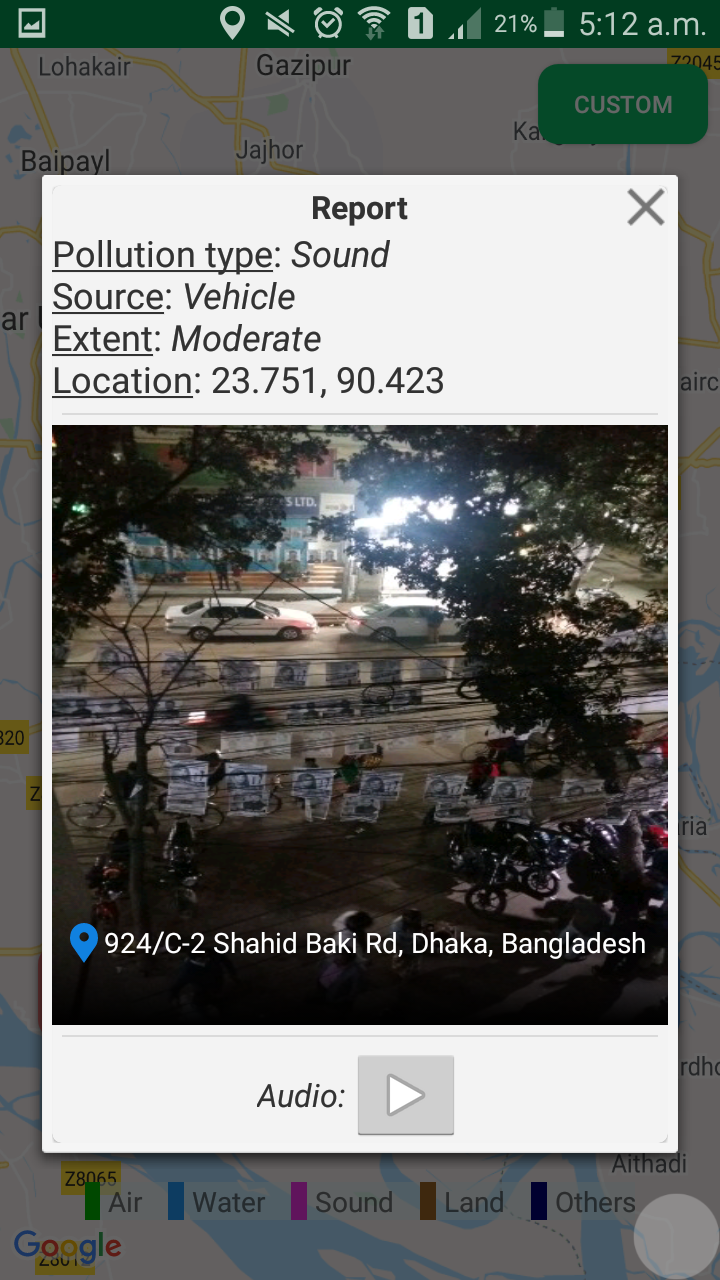 1
21%
5:12 a.m.
Lohakair
Gazipur
Z2045
CUSTOM
Jajhor
Baipayl
Report
Pollution type: Sound
Source: Vehicle
Extent: Moderate
Location: 23.751, 90.423
S LTD.
924/C-2 Shahid Baki Rd, Dhaka, Bangladesh
Audio:
Aithadi
Z8065
Air
Water
Sound
Land
Others
Google